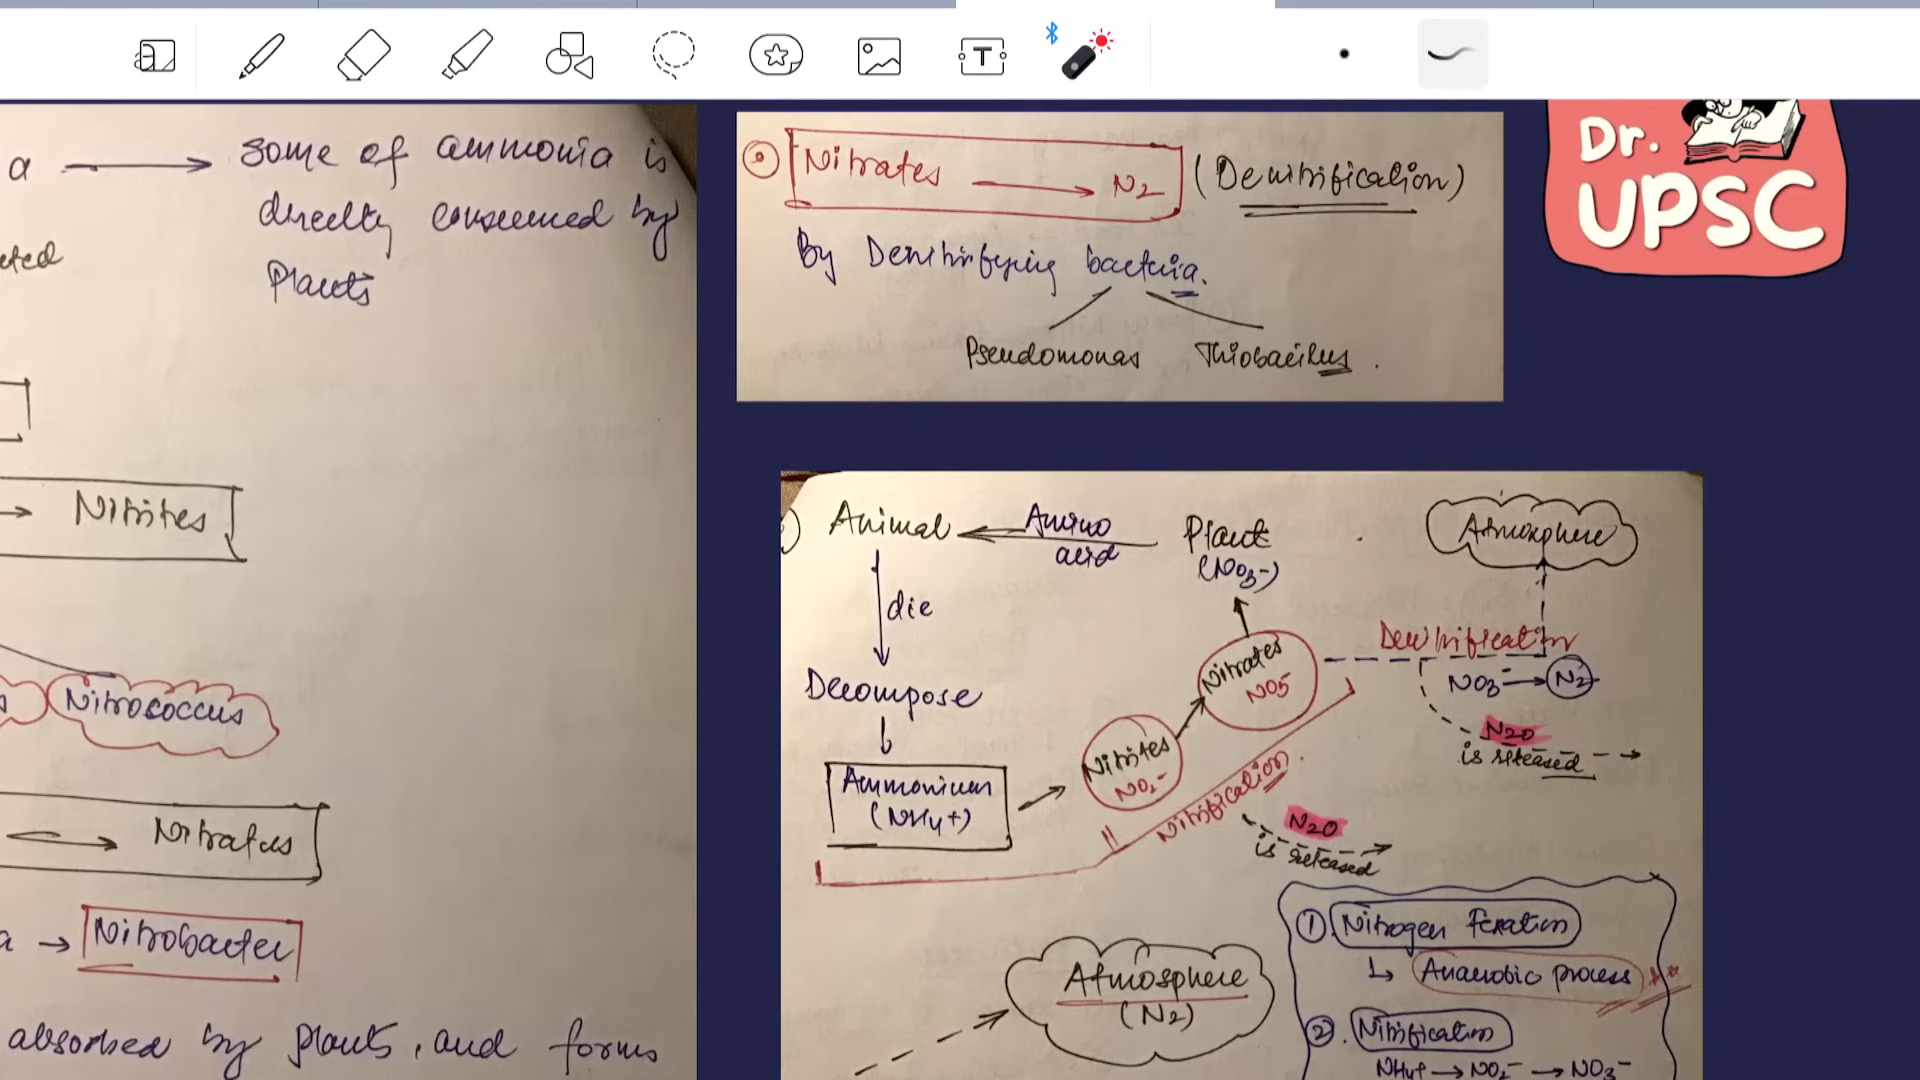 a → some of ammonia is
directly consumed by
Plants
→ Nitrites
Nitrococcus
→ Nitrates
→ Nitrobacter
absorbed by plants, and forms
Nitrates → N2 (Denitrification)
By Denitrifying bacteria.
Pseudomonas Thiobacillus.
Dr.
UPSC
Animal ← Amino acid Plant
(NO3-)
Atmosphere
die
Decompose
Ammonium
(NH4+)
Nitrites
NO2-
Nitrates
Nitrification
Denitrification
NO3- → N2
N2O
is released
N2O
is released
Atmosphere
(N2)
1. Nitrogen Fixation
↳ Anaerobic process
2. Nitrification
NH4+ → NO2- → NO3-
T